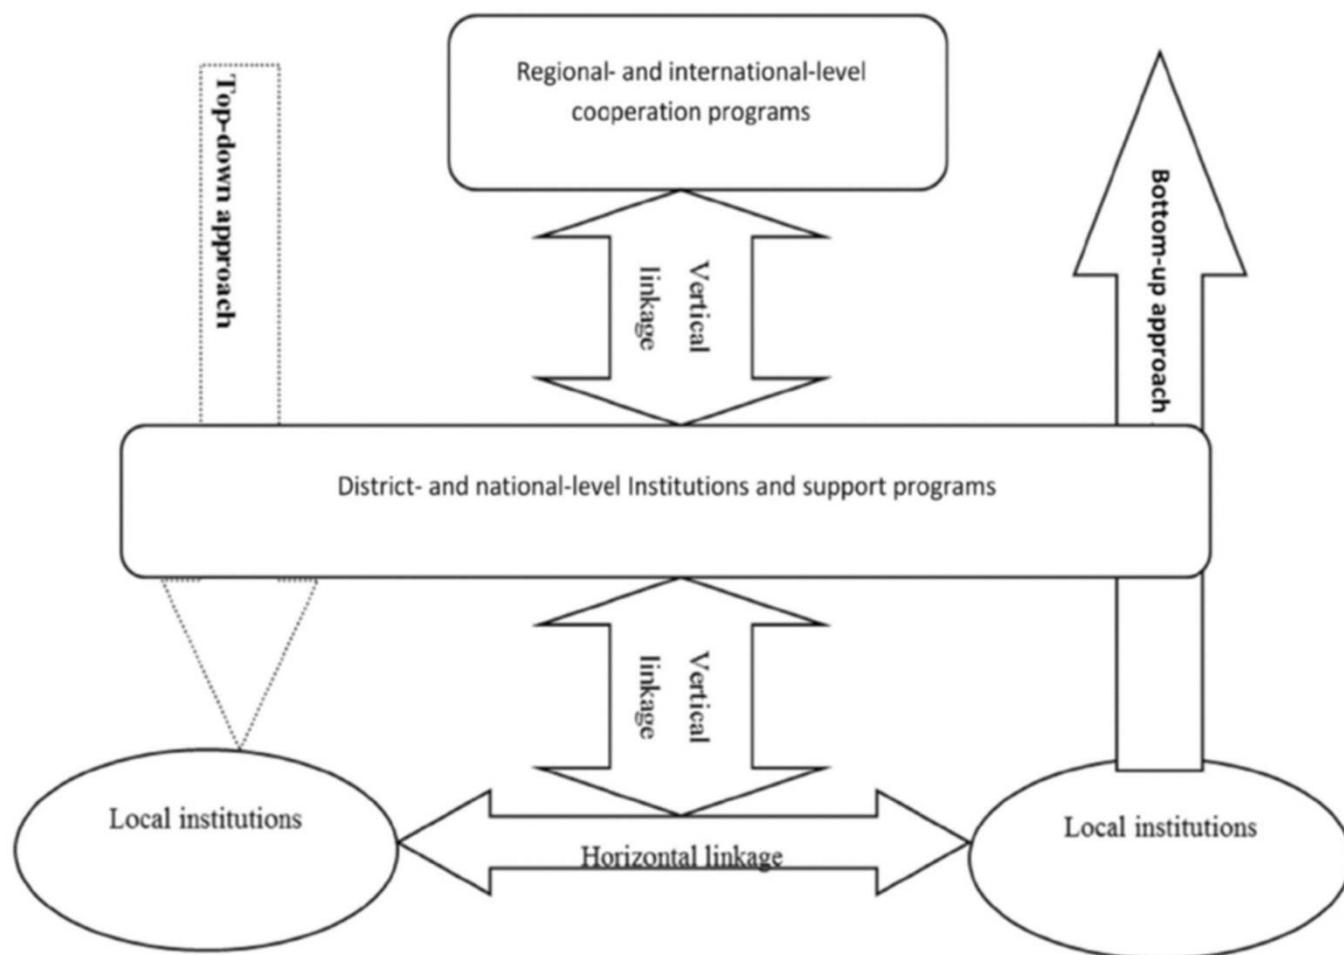 Regional- and international-level
cooperation programs
Top-down approach
Bottom-up approach
Vertical
linkage
District- and national-level Institutions and support programs
Vertical
linkage
Local institutions
Local institutions
Horizontal linkage